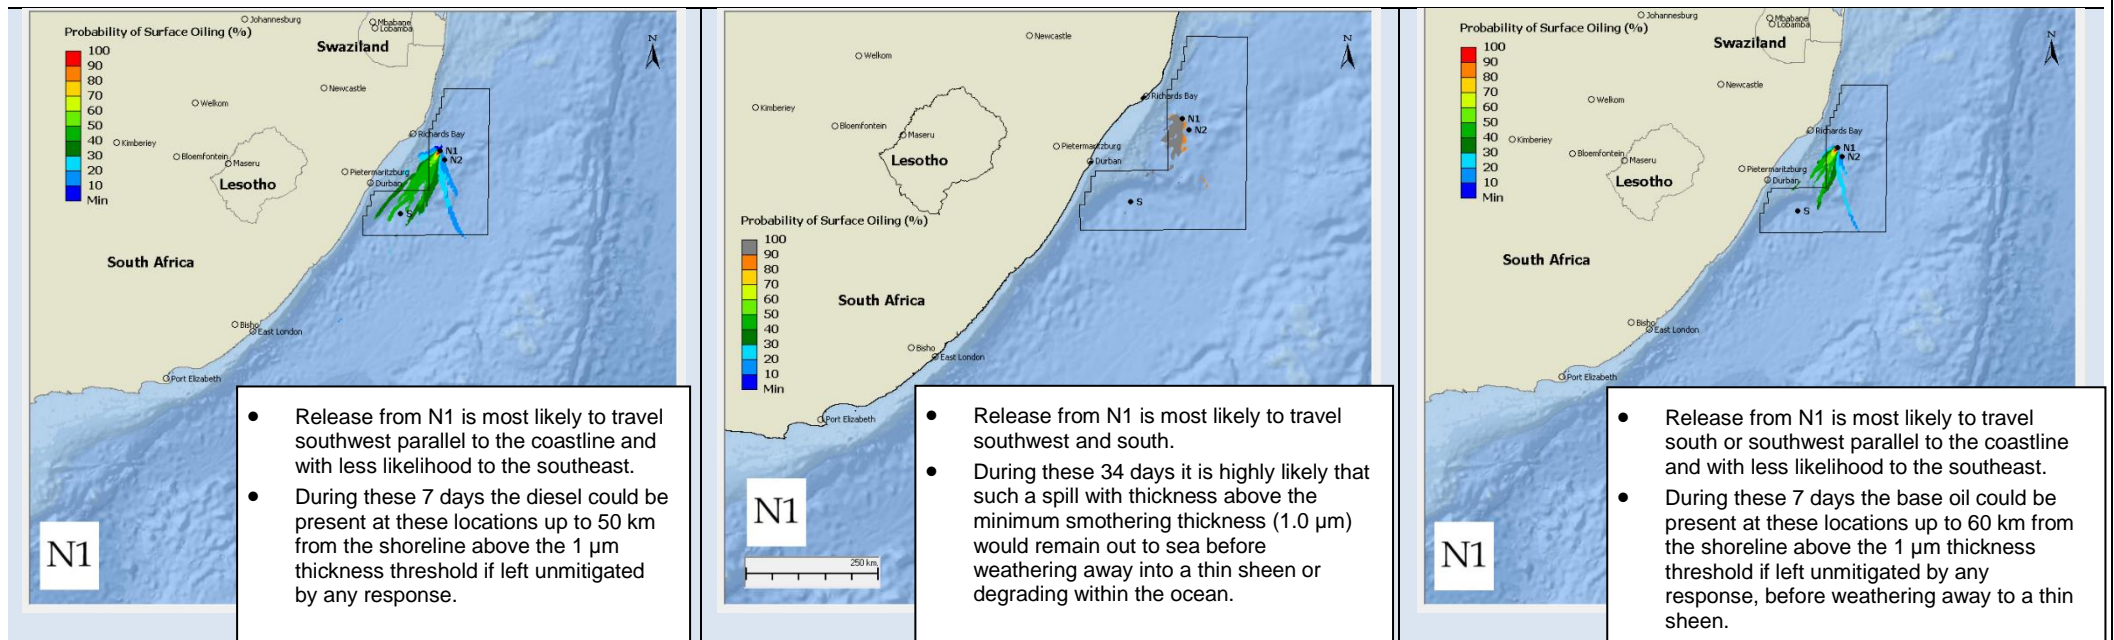 Probability of Surface Oiling (%)
100
90
80
70
60
50
40
30
20
10
Min
Johannesburg
Mbabane
Lobamba
Swaziland
N
Newcastle
Welkom
Richards Bay
Kimberley
Bloemfontein
Maseru
N1
N2
Lesotho
Pietermaritzburg
Durban
S
South Africa
Bisho
East London
Port Elizabeth
N1
• Release from N1 is most likely to travel
southwest parallel to the coastline and
with less likelihood to the southeast.
• During these 7 days the diesel could be
present at these locations up to 50 km
from the shoreline above the 1 µm
thickness threshold if left unmitigated
by any response.
Newcastle
N
Welkom
Richards Bay
Kimberley
Bloemfontein
Maseru
N1
N2
Pietermaritzburg
Lesotho
Durban
S
Probability of Surface Oiling (%)
100
90
80
70
60
50
40
30
20
10
Min
South Africa
Bisho
East London
Port Elizabeth
N1
250 km
• Release from N1 is most likely to travel
southwest and south.
• During these 34 days it is highly likely that
such a spill with thickness above the
minimum smothering thickness (1.0 µm)
would remain out to sea before
weathering away into a thin sheen or
degrading within the ocean.
Probability of Surface Oiling (%)
100
90
80
70
60
50
40
30
20
10
Min
Johannesburg
Mbabane
Lobamba
Swaziland
N
Newcastle
Welkom
Richards Bay
Kimberley
Bloemfontein
Maseru
N1
N2
Lesotho
Pietermaritzburg
Durban
S
South Africa
Bisho
East London
Port Elizabeth
N1
• Release from N1 is most likely to travel
south or southwest parallel to the coastline
and with less likelihood to the southeast.
• During these 7 days the base oil could be
present at these locations up to 60 km from
the shoreline above the 1 µm thickness
threshold if left unmitigated by any
response, before weathering away to a thin
sheen.